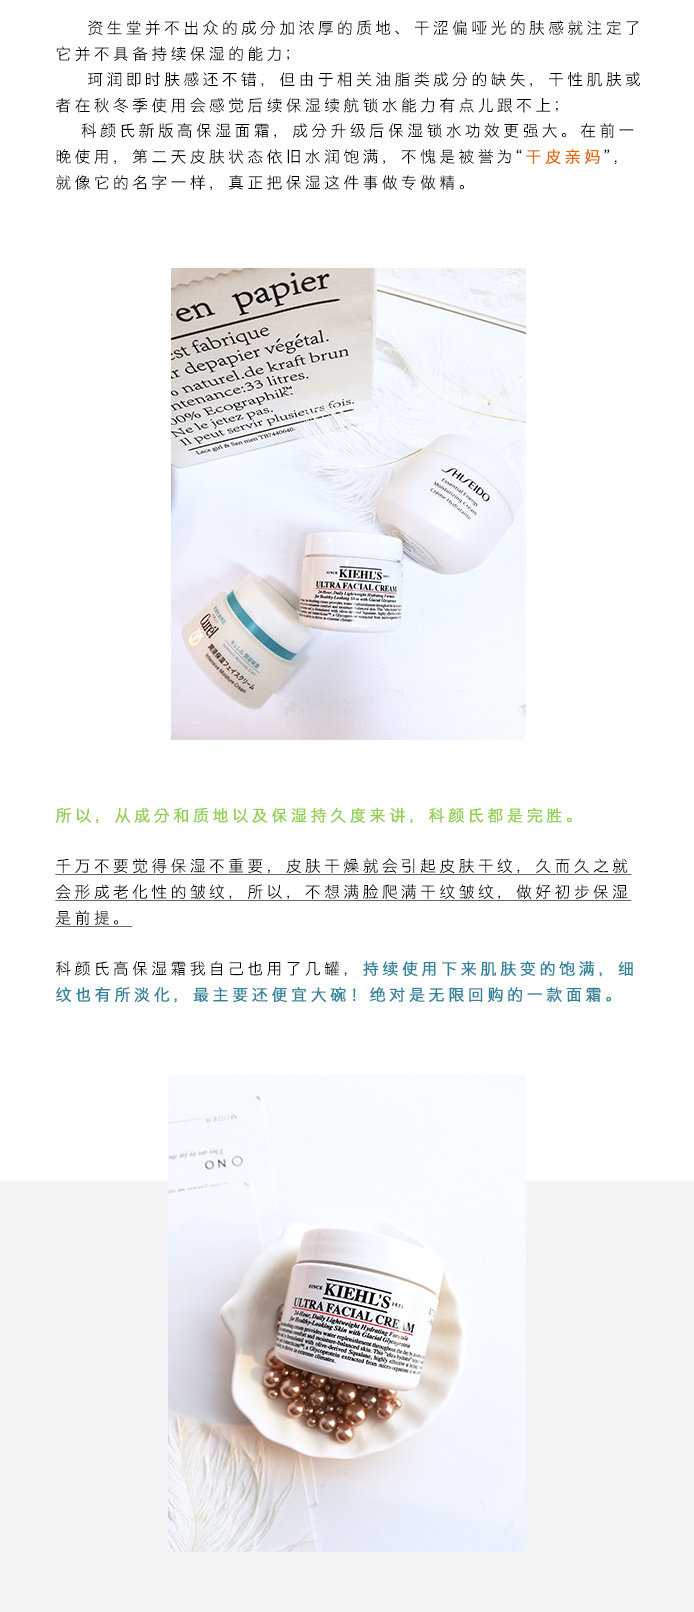 资生堂并不出众的成分加浓厚的质地、干涩偏哑光的肤感就注定了
它并不具备持续保湿的能力；
珂润即时肤感还不错，但由于相关油脂类成分的缺失，干性肌肤或
者在秋冬季使用会感觉后续保湿续航锁水能力有点儿跟不上；
科颜氏新版高保湿面霜，成分升级后保湿锁水功效更强大。在前一
晚使用，第二天皮肤状态依旧水润饱满，不愧是被誉为“干皮亲妈”，
就像它的名字一样，真正把保湿这件事做专做精。
en papier
est fabrique
r depapier végétal.
naturel.de kraft brun
ntenance:33 litres.
00% Ecographik
Ne le jetez pas.
Il peut servir plusieurs fois.
SHISEIDO
Essential Energy
Moisturizing Cream
Crème Hydratante
SINCE KIEHL'S 1851
ULTRA FACIAL CREAM
24-Hour, Daily Lightweight Hydrating Formula
for Healthy-Looking Skin with Glacial Glycoprotein
Curél
潤浸保湿フェイスクリーム
Intensive Moisture Cream
所以，从成分和质地以及保湿持久度来讲，科颜氏都是完胜。
千万不要觉得保湿不重要，皮肤干燥就会引起皮肤干纹，久而久之就
会形成老化性的皱纹，所以，不想满脸爬满干纹皱纹，做好初步保湿
是前提。
科颜氏高保湿霜我自己也用了几罐，持续使用下来肌肤变的饱满，细
纹也有所淡化，最主要还便宜大碗！绝对是无限回购的一款面霜。
MODER
ONO
SINCE KIEHL'S 1851
ULTRA FACIAL CREAM
24-Hour, Daily Lightweight Hydrating Formula
for Healthy-Looking Skin with Glacial Glycoprotein